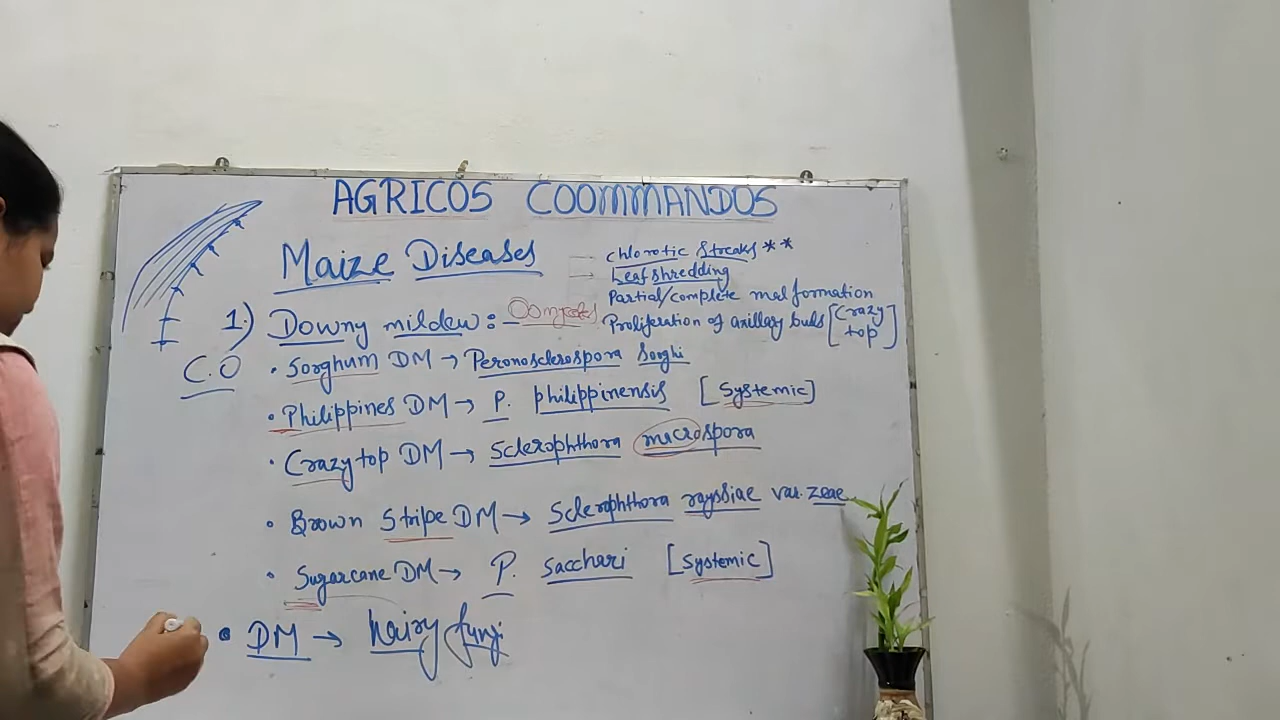 AGRICOS COOMMANDOS
Maize Diseases
chlorotic streaks **
Leaf shredding
Partial/complete malformation
Proliferation of axillary buds [Crazy top]
1.) Downy mildew :- Oomycetes
C.O
• Sorghum DM → Peronosclerospora Sorghi
• Philippines DM → P. philippinensis [Systemic]
• Crazy top DM → Sclerophthora macrospora
• Brown Stripe DM → Sclerophthora rayssiae var. zeae
• Sugarcane DM → P. sacchari [Systemic]
• DM → hairy fungi